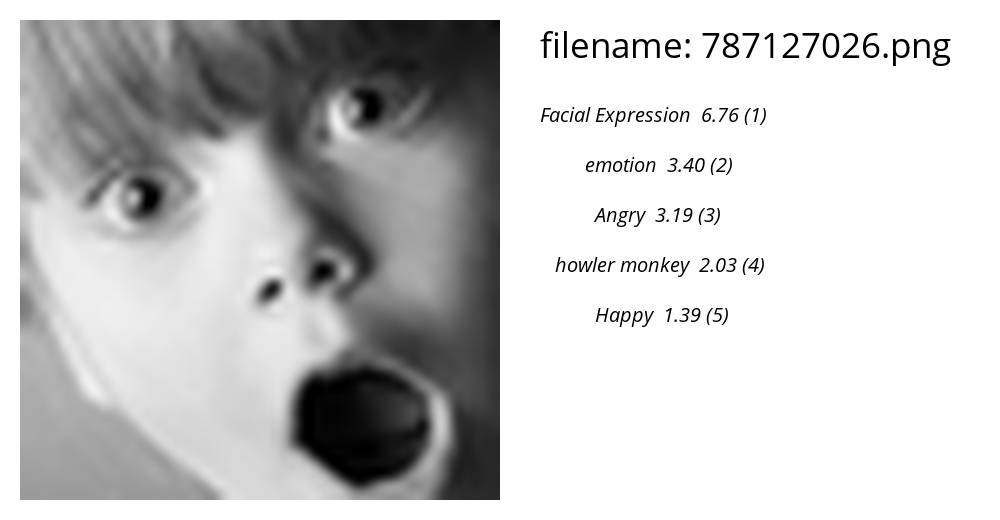 filename: 787127026.png
Facial Expression 6.76 (1)
emotion 3.40 (2)
Angry 3.19 (3)
howler monkey 2.03 (4)
Happy 1.39 (5)